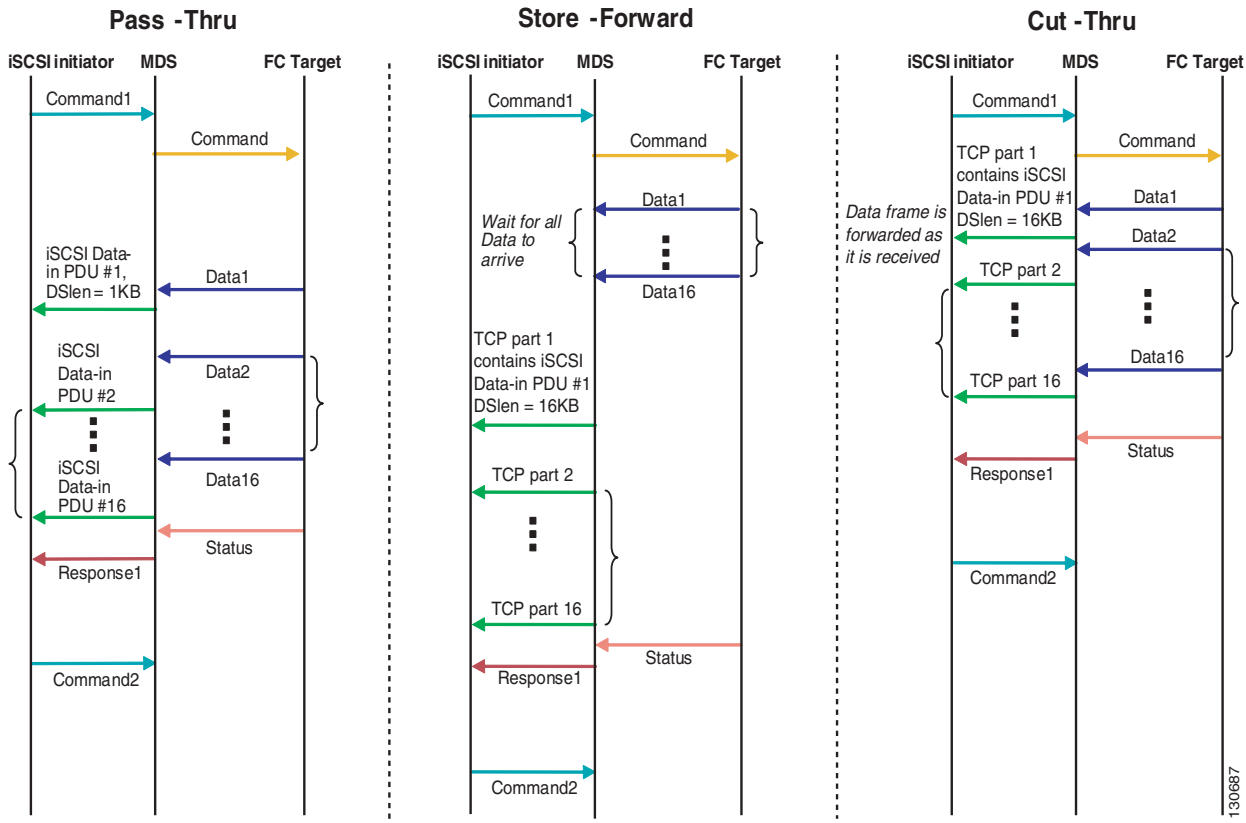 Pass -Thru
iSCSI initiator MDS FC Target
Command1
Command
iSCSI Data-
in PDU #1,
DSlen = 1KB
Data1
iSCSI
Data-in
PDU #2
Data2
iSCSI
Data-in
PDU #16
Data16
Status
Response1
Command2
Store -Forward
iSCSI initiator MDS FC Target
Command1
Command
Data1
Wait for all
Data to
arrive
Data16
TCP part 1
contains iSCSI
Data-in PDU #1
DSlen = 16KB
TCP part 2
TCP part 16
Status
Response1
Command2
Cut -Thru
iSCSI initiator MDS FC Target
Command1
Command
TCP part 1
contains iSCSI
Data-in PDU #1
DSlen = 16KB
Data1
Data frame is
forwarded as
it is received
Data2
TCP part 2
Data16
TCP part 16
Status
Response1
Command2
130687